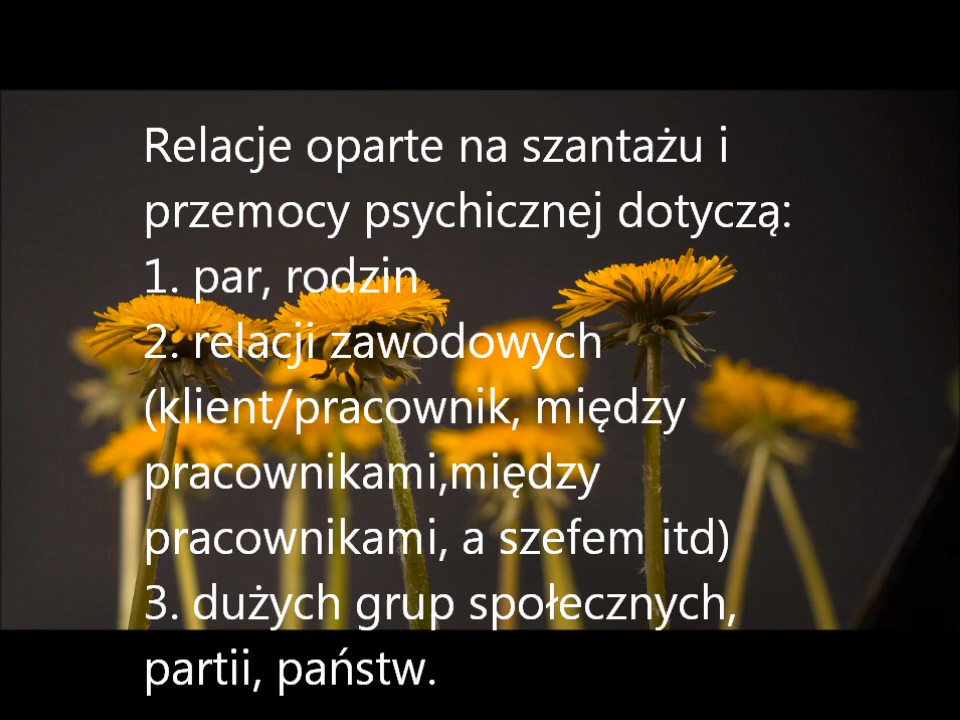 Relacje oparte na szantażu i
przemocy psychicznej dotyczą:
1. par, rodzin
2. relacji zawodowych
(klient/pracownik, między
pracownikami,między
pracownikami, a szefem itd)
3. dużych grup społecznych,
partii, państw.